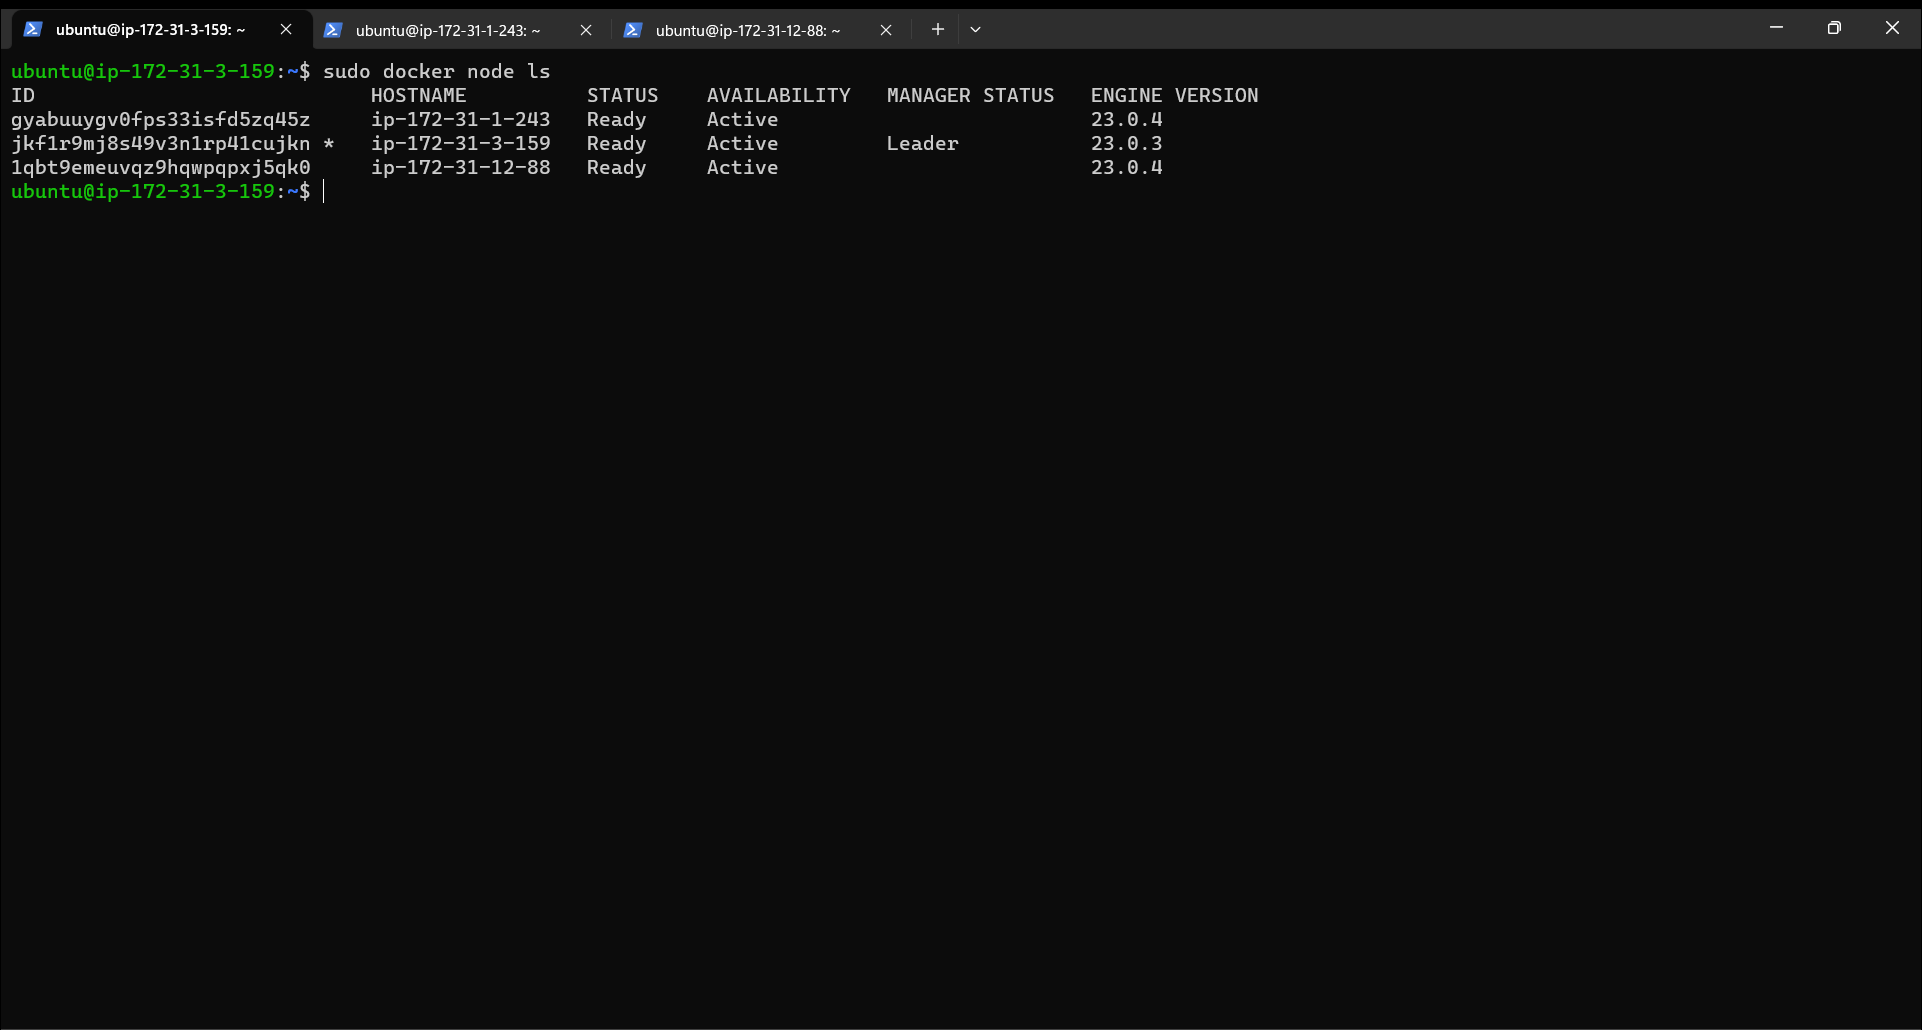 ubuntu@ip-172-31-3-159: ~ ubuntu@ip-172-31-1-243: ~ ubuntu@ip-172-31-12-88: ~
ubuntu@ip-172-31-3-159:~$ sudo docker node ls
ID                            HOSTNAME          STATUS    AVAILABILITY   MANAGER STATUS   ENGINE VERSION
gyabuuygv0fps33isfd5zq45z     ip-172-31-1-243   Ready     Active                          23.0.4
jkf1r9mj8s49v3n1rp41cujkn *   ip-172-31-3-159   Ready     Active         Leader           23.0.3
1qbt9emeuvqz9hqwpqpxj5qk0     ip-172-31-12-88   Ready     Active                          23.0.4
ubuntu@ip-172-31-3-159:~$